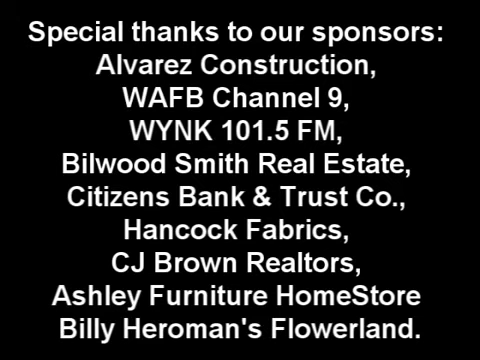 Special thanks to our sponsors:
Alvarez Construction,
WAFB Channel 9,
WYNK 101.5 FM,
Bilwood Smith Real Estate,
Citizens Bank & Trust Co.,
Hancock Fabrics,
CJ Brown Realtors,
Ashley Furniture HomeStore
Billy Heroman's Flowerland.